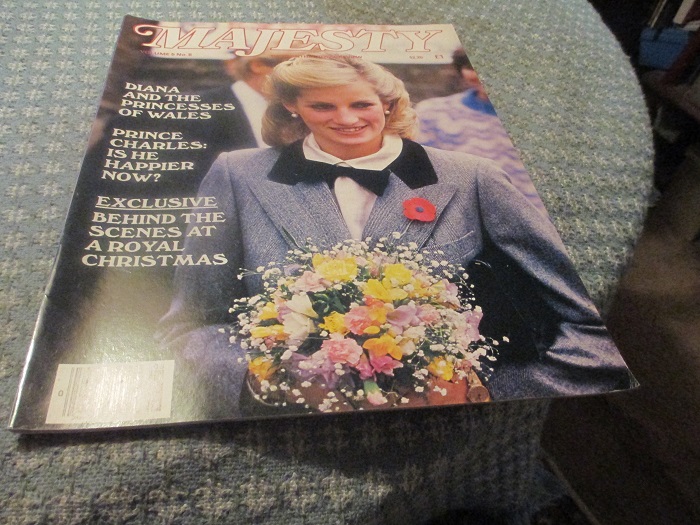 MAJESTY
DIANA
AND THE
PRINCESSES
OF WALES
PRINCE
CHARLES:
IS HE
HAPPIER
NOW?
EXCLUSIVE
BEHIND THE
SCENES AT
A ROYAL
CHRISTMAS